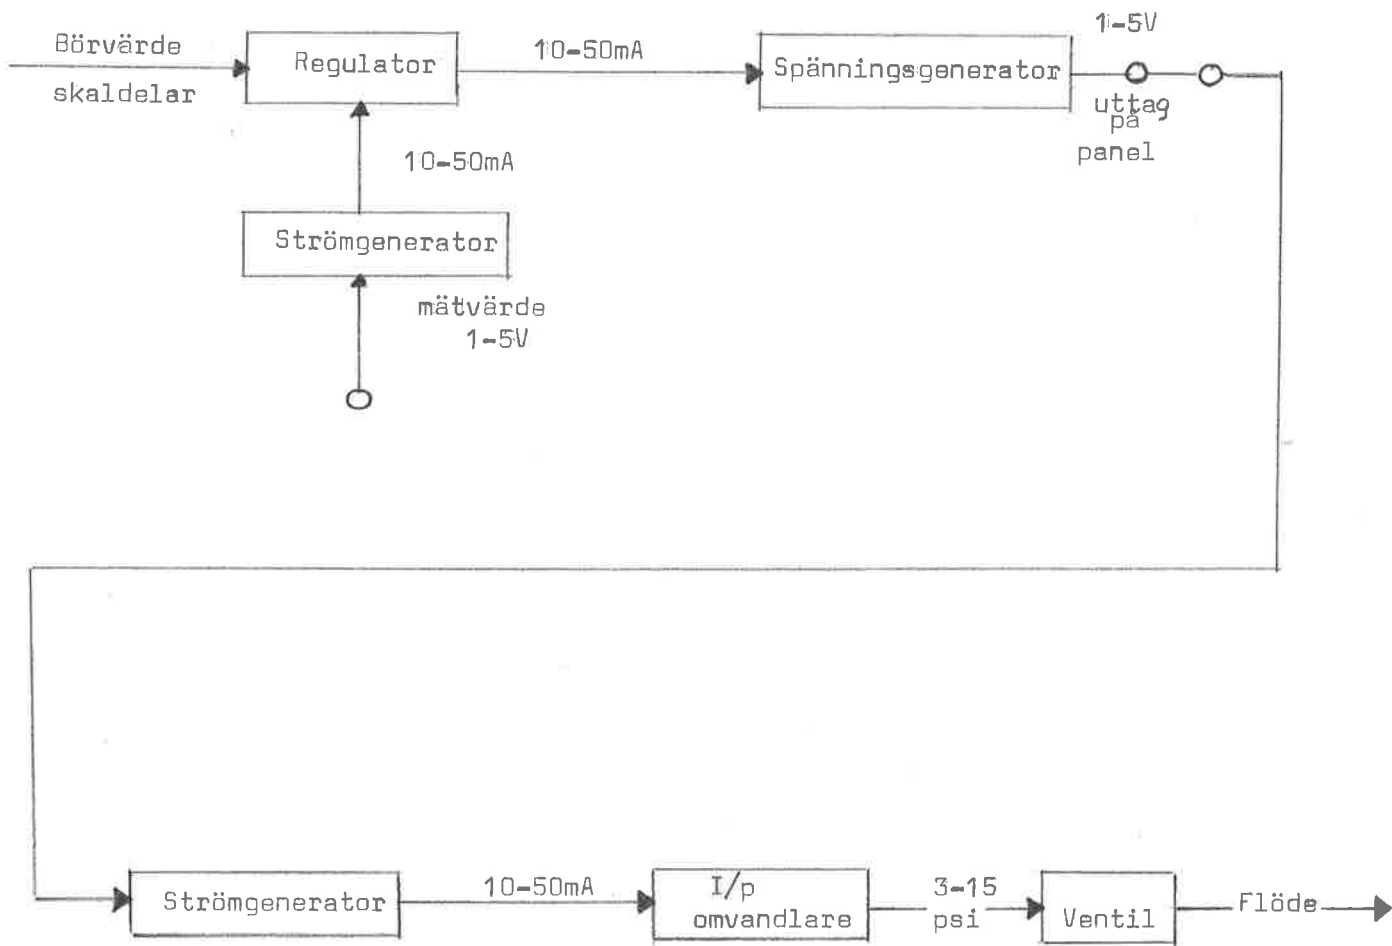 Börvärde
skaldelar
Regulator
10-50mA
Spänningsgenerator
1-5V
uttag
på
panel
10-50mA
Strömgenerator
mätvärde
1-5V
Strömgenerator
10-50mA
I/p
omvandlare
3-15
psi
Ventil
Flöde